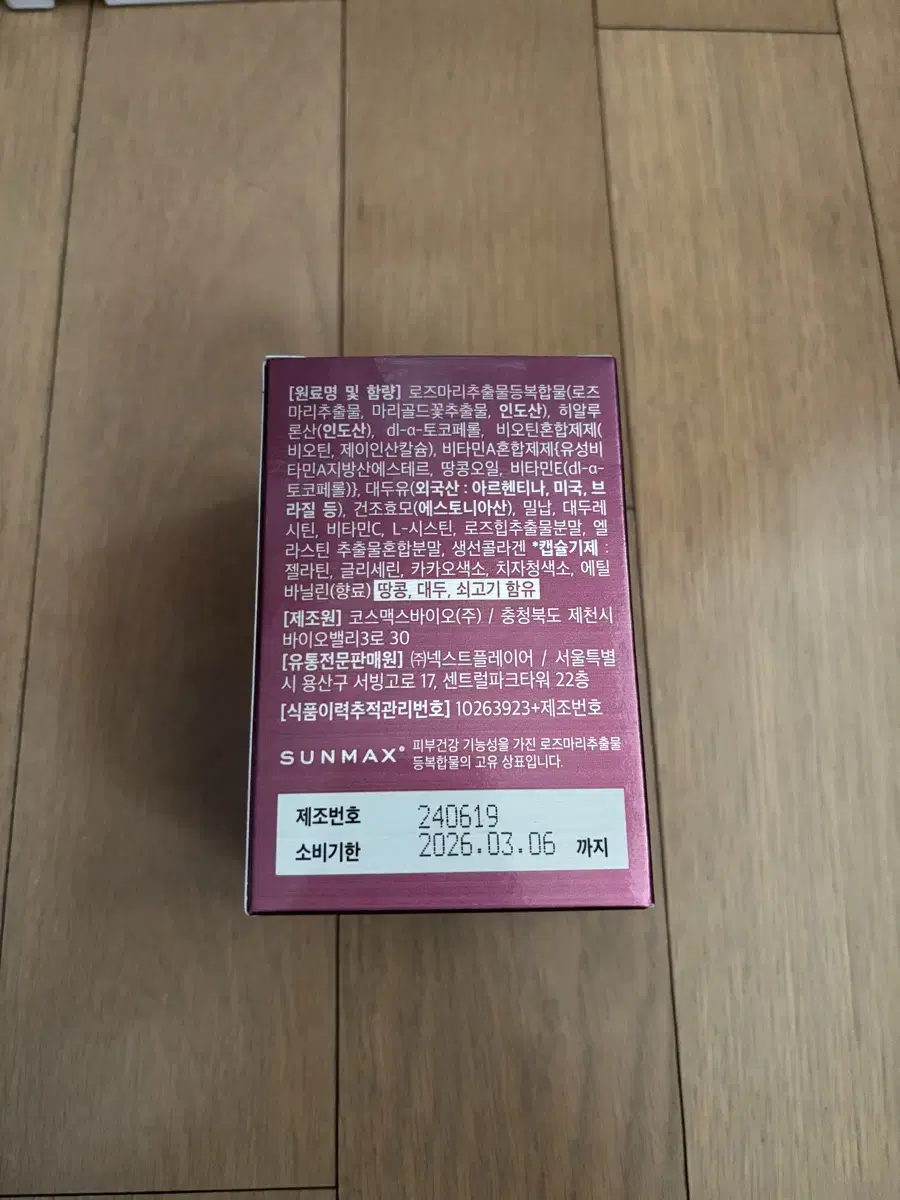 [원료명 및 함량] 로즈마리추출물등복합물(로즈
마리추출물, 마리골드꽃추출물, 인도산), 히알루
론산(인도산), dl-α-토코페롤, 비오틴혼합제제(
비오틴, 제이인산칼슘), 비타민A혼합제제{유성비
타민A지방산에스테르, 땅콩오일, 비타민E(dl-α-
토코페롤)}, 대두유(외국산 : 아르헨티나, 미국, 브
라질 등), 건조효모(에스토니아산), 밀납, 대두레
시틴, 비타민C, L-시스틴, 로즈힙추출물분말, 엘
라스틴 추출물혼합분말, 생선콜라겐 *캡슐기제 :
젤라틴, 글리세린, 카카오색소, 치자청색소, 에틸
바닐린(향료) 땅콩, 대두, 쇠고기 함유
[제조원] 코스맥스바이오(주) / 충청북도 제천시
바이오밸리3로 30
[유통전문판매원] ㈜넥스트플레이어 / 서울특별
시 용산구 서빙고로 17, 센트럴파크타워 22층
[식품이력추적관리번호] 10263923+제조번호
SUNMAX® 피부건강 기능성을 가진 로즈마리추출물
등복합물의 고유 상표입니다.
제조번호 240619
소비기한 2026.03.06 까지